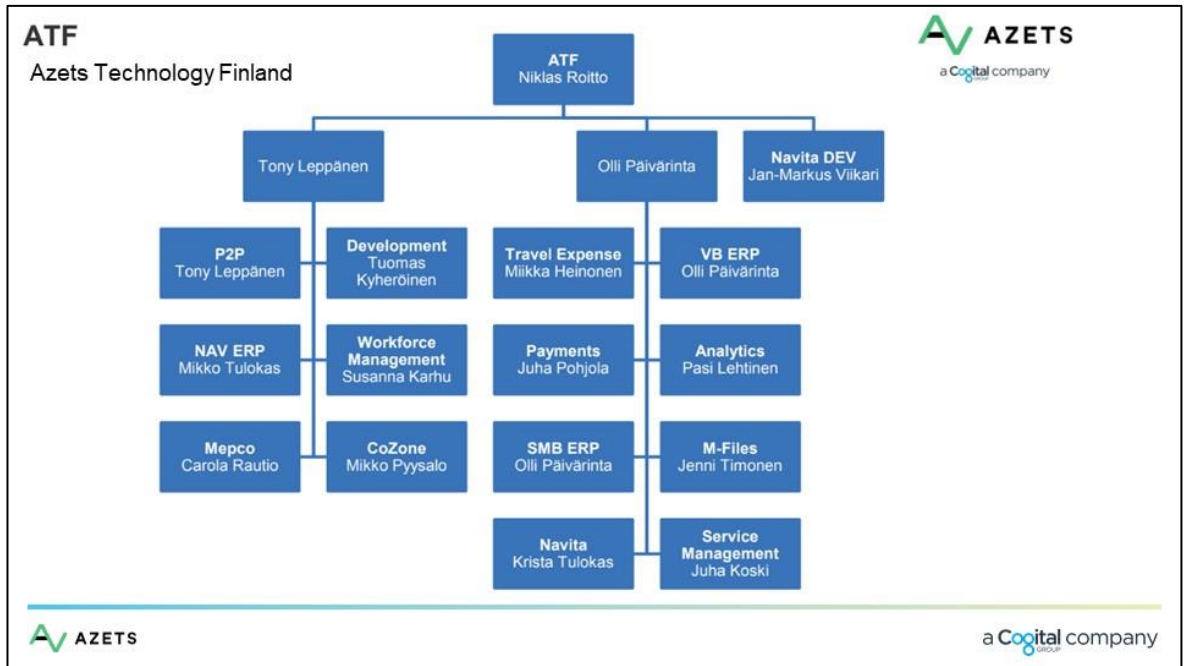 ATF
Azets Technology Finland
AZETS
a Cogital company
GROUP
ATF
Niklas Roitto
Tony Leppänen
Olli Päivärinta
Navita DEV
Jan-Markus Viikari
P2P
Tony Leppänen
Development
Tuomas
Kyheröinen
Travel Expense
Miikka Heinonen
VB ERP
Olli Päivärinta
NAV ERP
Mikko Tulokas
Workforce
Management
Susanna Karhu
Payments
Juha Pohjola
Analytics
Pasi Lehtinen
Mepco
Carola Rautio
CoZone
Mikko Pyysalo
SMB ERP
Olli Päivärinta
M-Files
Jenni Timonen
Navita
Krista Tulokas
Service
Management
Juha Koski
AZETS
a Cogital company
GROUP